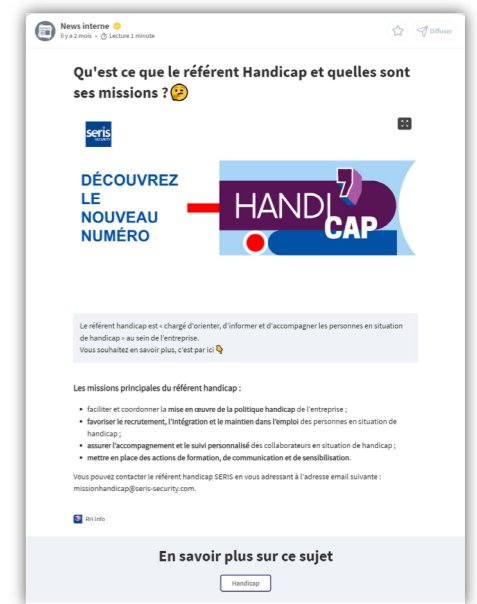 News interne
Il y a 2 mois • Lecture 1 minute
Diffuser
Qu'est ce que le référent Handicap et quelles sont
ses missions ?
seris
SECURITY
DÉCOUVREZ
LE
NOUVEAU
NUMÉRO
HANDI
CAP
Le référent handicap est « chargé d'orienter, d'informer et d'accompagner les personnes en situation
de handicap » au sein de l'entreprise.
Vous souhaitez en savoir plus, c'est par ici
Les missions principales du référent handicap :
• faciliter et coordonner la mise en œuvre de la politique handicap de l'entreprise ;
• favoriser le recrutement, l'intégration et le maintien dans l'emploi des personnes en situation de
handicap ;
• assurer l'accompagnement et le suivi personnalisé des collaborateurs en situation de handicap ;
• mettre en place des actions de formation, de communication et de sensibilisation.
Vous pouvez contacter le référent handicap SERIS en vous adressant à l'adresse email suivante :
missionhandicap@seris-security.com.
RH Info
En savoir plus sur ce sujet
Handicap